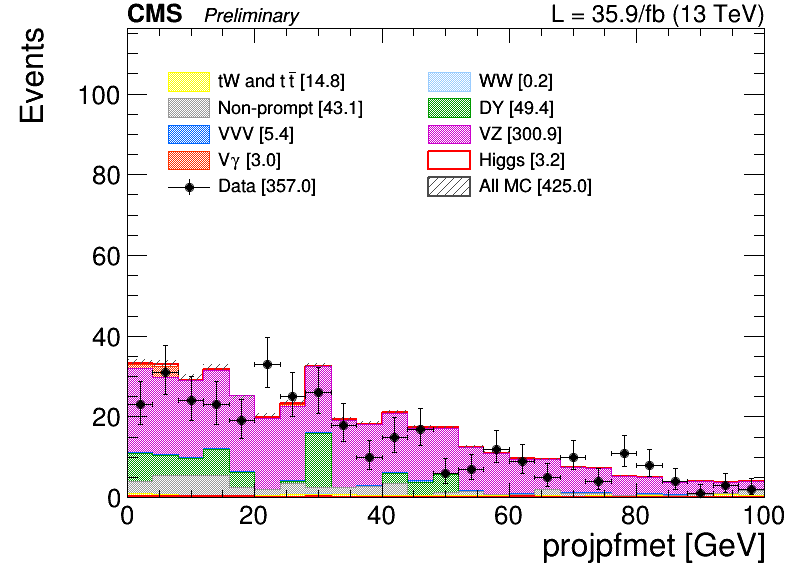 CMS Preliminary L = 35.9/fb (13 TeV)
Events
tW and t t̅ [14.8] WW [0.2]
Non-prompt [43.1] DY [49.4]
VVV [5.4] VZ [300.9]
Vγ [3.0] Higgs [3.2]
Data [357.0] All MC [425.0]
100
80
60
40
20
0
0 20 40 60 80 100
projpfmet [GeV]